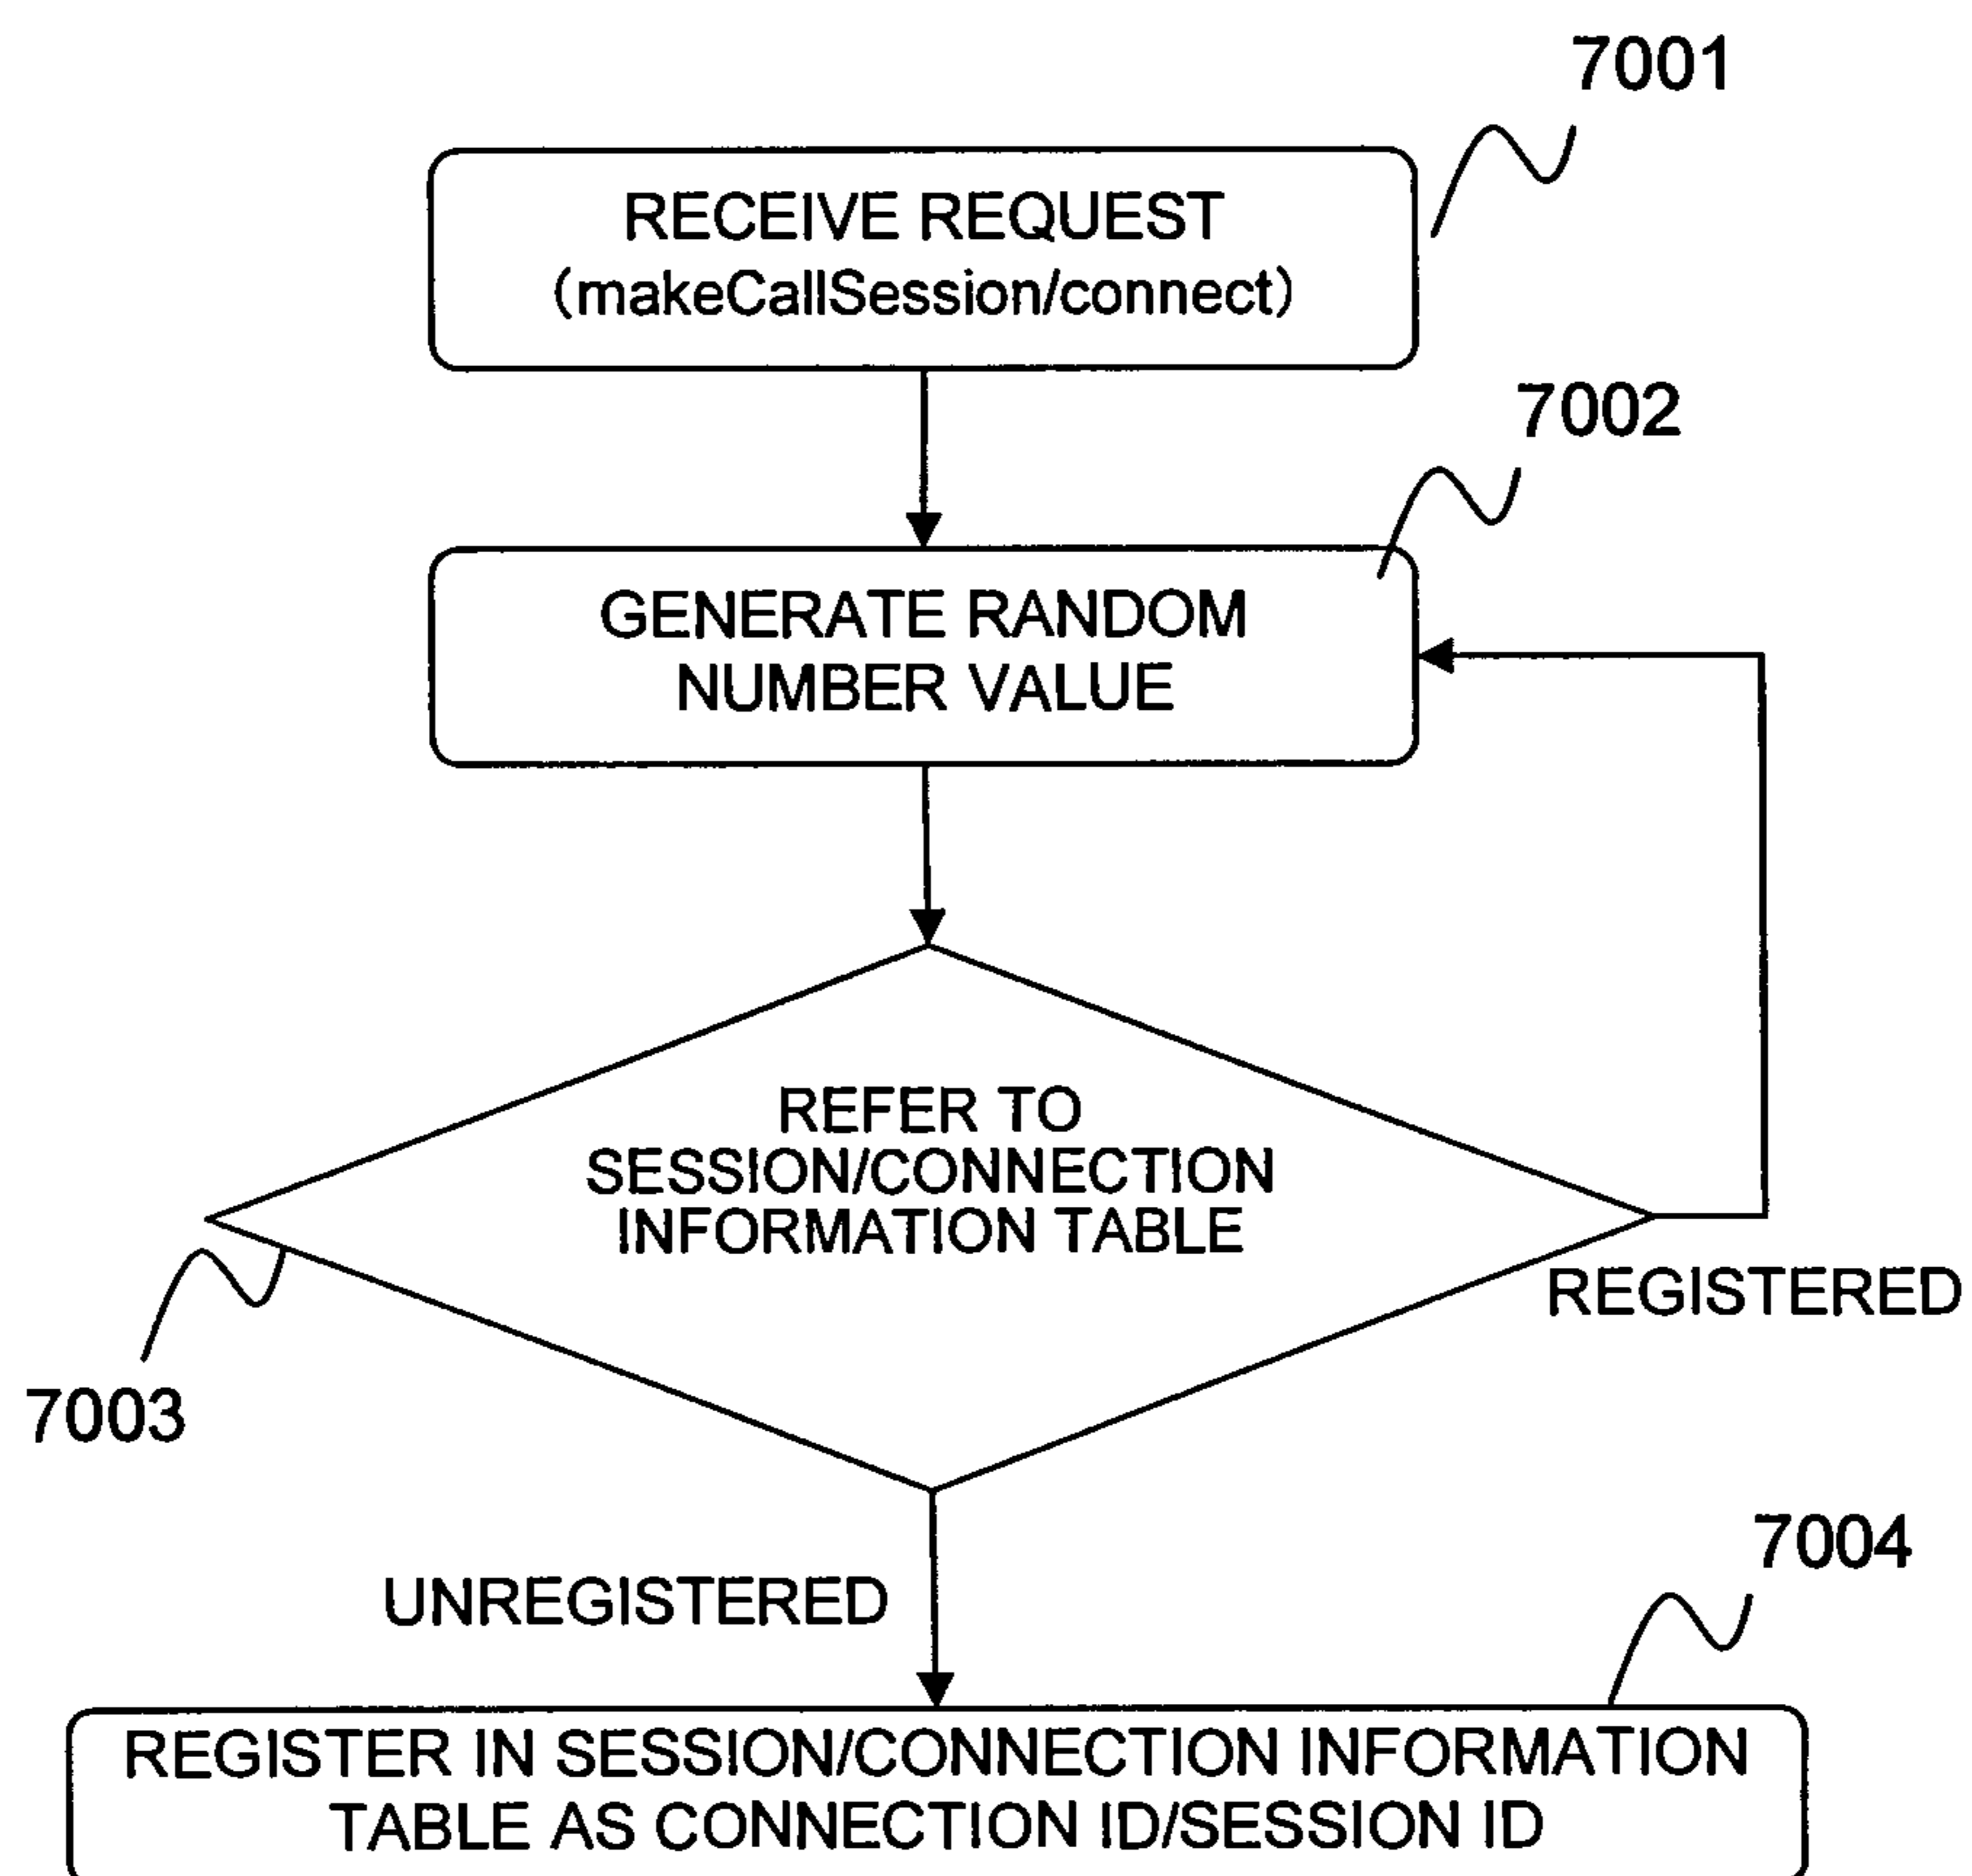 7001
RECEIVE REQUEST
(makeCallSession/connect)
7002
GENERATE RANDOM
NUMBER VALUE
REFER TO
SESSION/CONNECTION
INFORMATION TABLE
REGISTERED
7003
7004
UNREGISTERED
REGISTER IN SESSION/CONNECTION INFORMATION
TABLE AS CONNECTION ID/SESSION ID